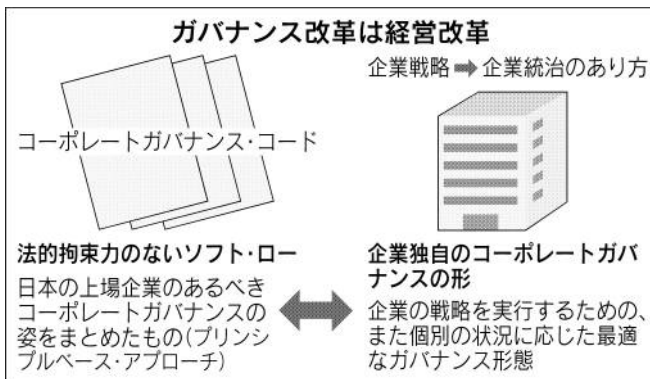 ガバナンス改革は経営改革
コーポレートガバナンス・コード
法的拘束力のないソフト・ロー
日本の上場企業のあるべき
コーポレートガバナンスの
姿をまとめたもの(プリンシ
プルベース・アプローチ)
企業戦略➡企業統治のあり方
企業独自のコーポレートガバ
ナンスの形
企業の戦略を実行するための、
また個別の状況に応じた最適
なガバナンス形態